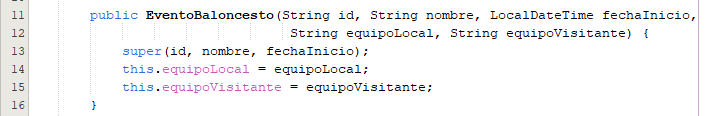 11 public EventoBaloncesto(String id, String nombre, LocalDateTime fechaInicio,
12 String equipoLocal, String equipoVisitante) {
13 super(id, nombre, fechaInicio);
14 this.equipoLocal = equipoLocal;
15 this.equipoVisitante = equipoVisitante;
16 }